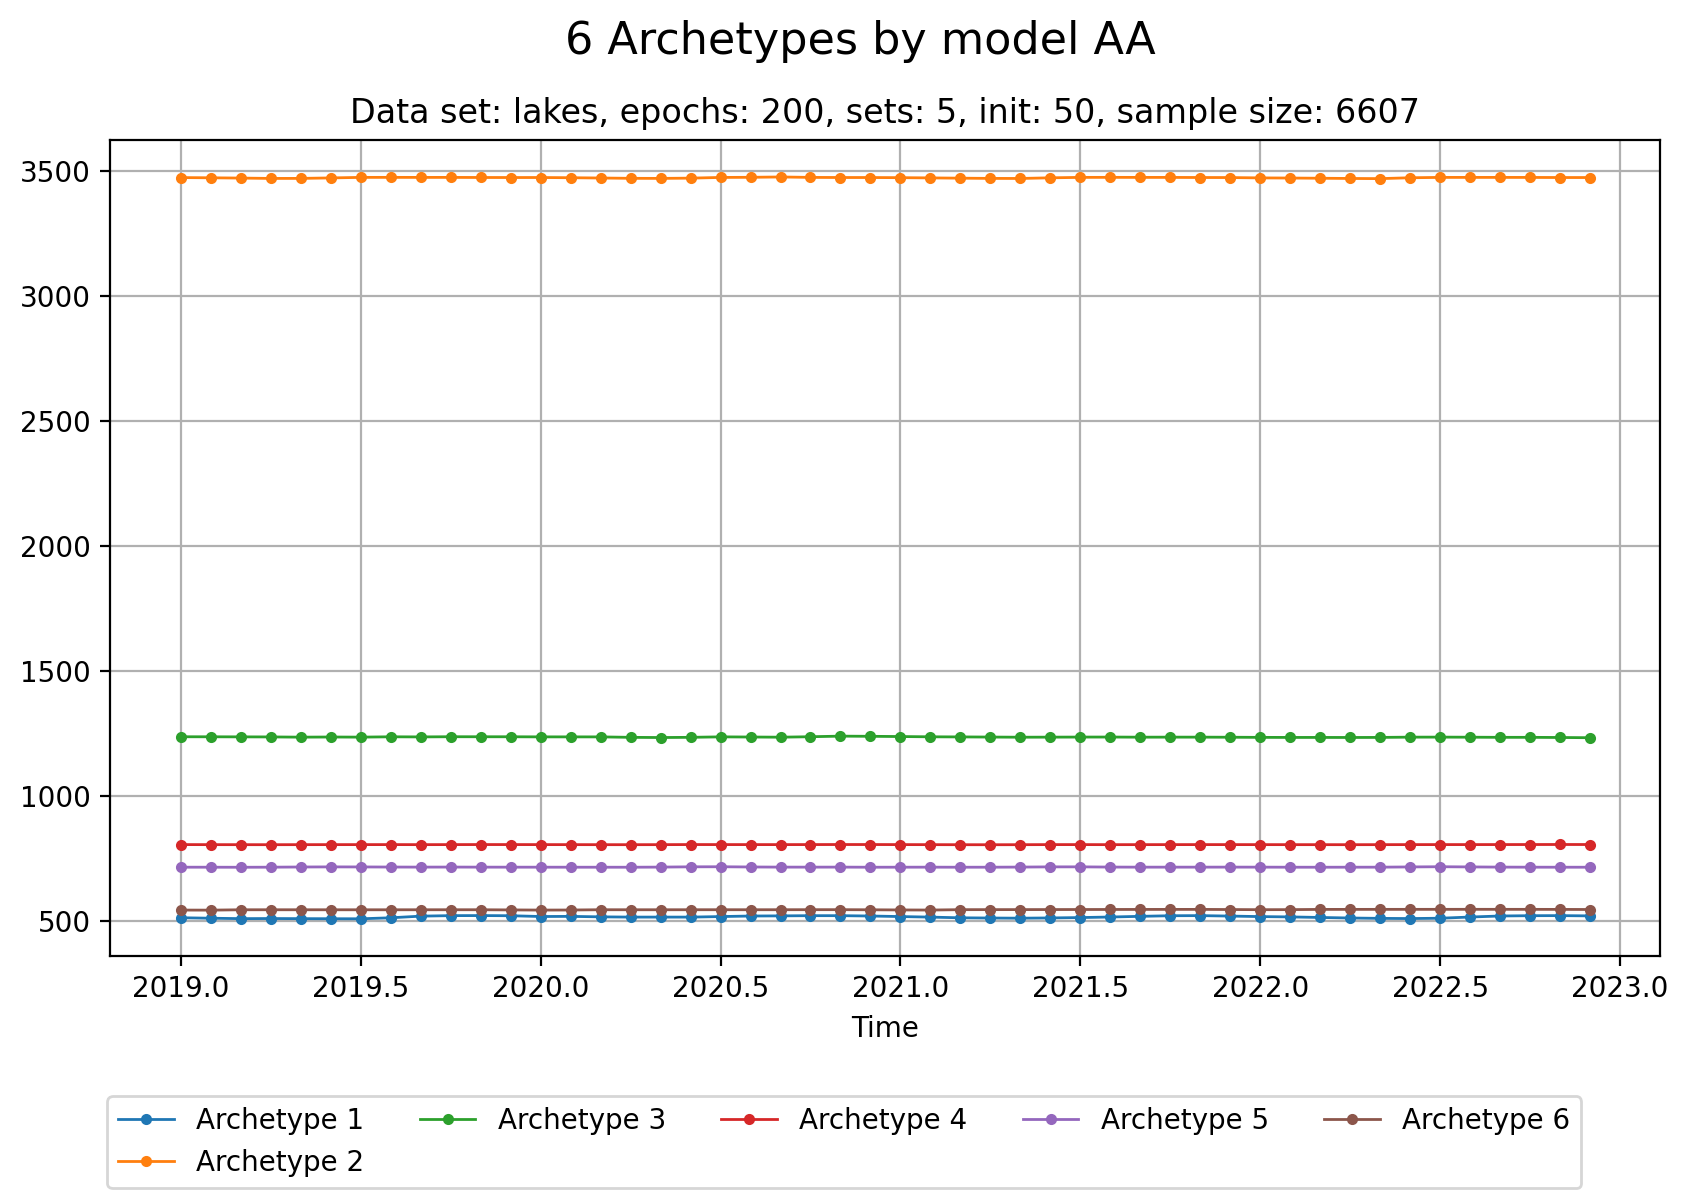 6 Archetypes by model AA
Data set: lakes, epochs: 200, sets: 5, init: 50, sample size: 6607
3500
3000
2500
2000
1500
1000
500
2019.0 2019.5 2020.0 2020.5 2021.0 2021.5 2022.0 2022.5 2023.0
Time
Archetype 1 Archetype 3 Archetype 4 Archetype 5 Archetype 6
Archetype 2